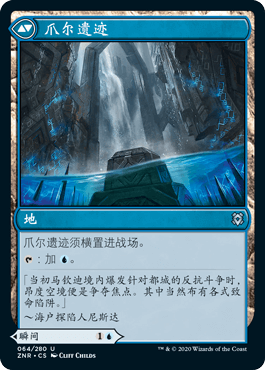 爪尔遗迹
地
爪尔遗迹须横置进战场。
：加。
「当初马钦迪境内爆发针对都城的反抗斗争时，
昂度空境便是争夺焦点。其中当然布有各式致
命陷阱。」
～海户探险人尼斯达
瞬间 1
064/280 U
ZNR • CS CLIFF CHILDS
™ & © 2020 Wizards of the Coast